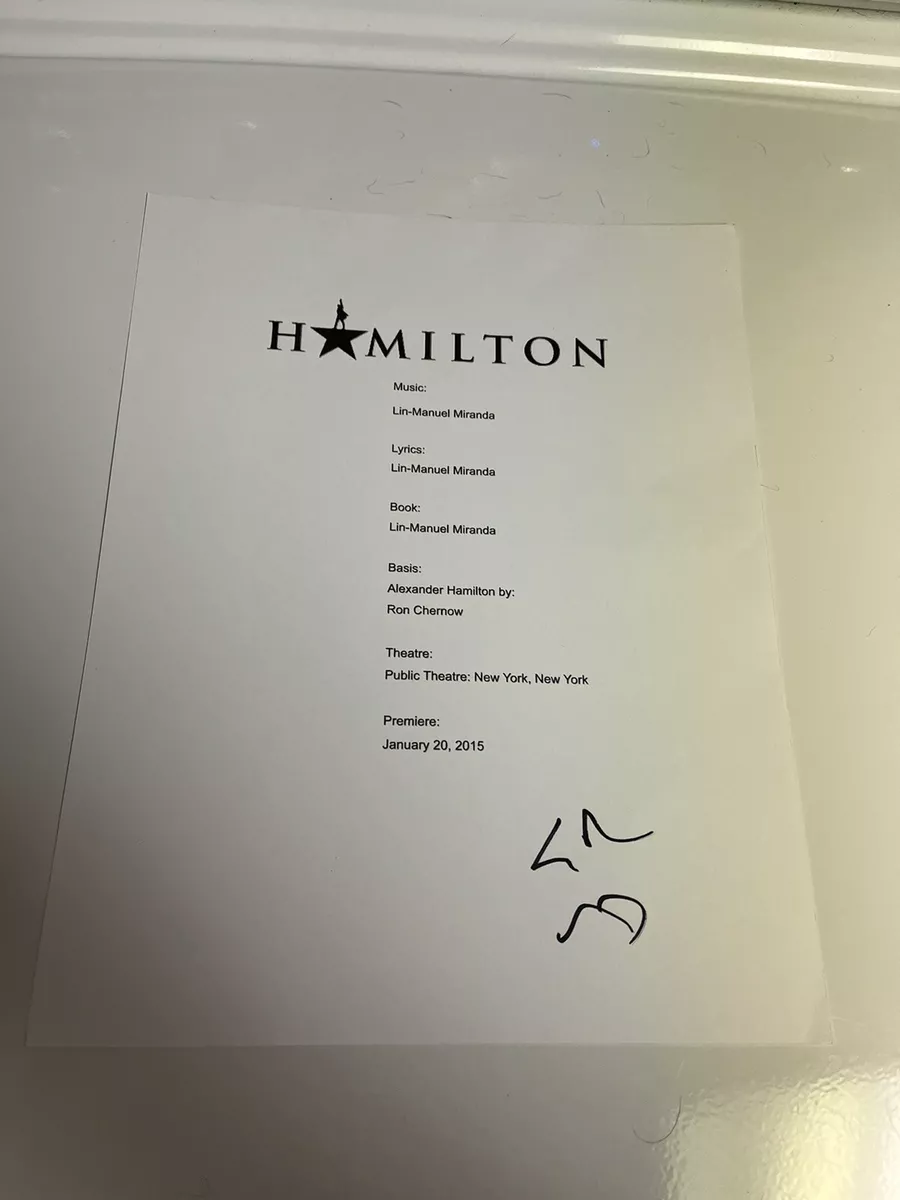 HAMILTON
Music:
Lin-Manuel Miranda
Lyrics:
Lin-Manuel Miranda
Book:
Lin-Manuel Miranda
Basis:
Alexander Hamilton by:
Ron Chernow
Theatre:
Public Theatre: New York, New York
Premiere:
January 20, 2015